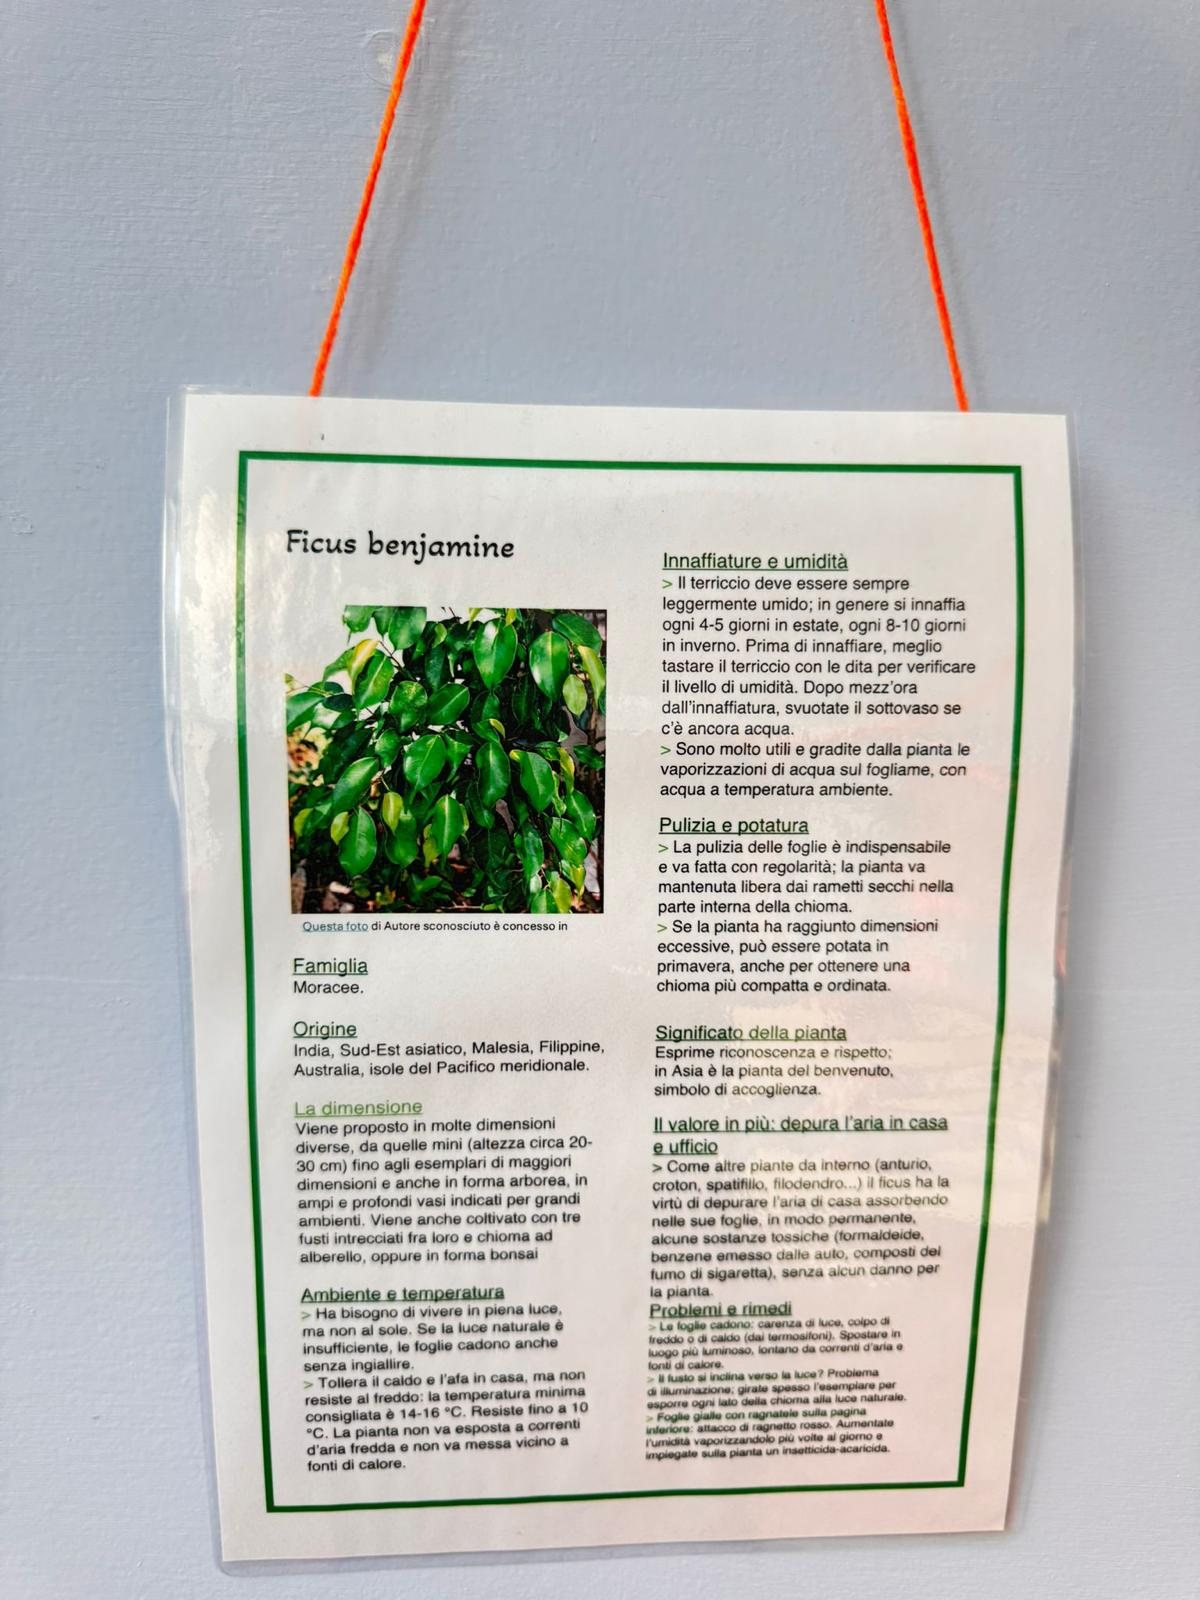 Ficus benjamine
Questa foto di Autore sconosciuto è concesso in
Famiglia
Moracee.
Origine
India, Sud-Est asiatico, Malesia, Filippine,
Australia, isole del Pacifico meridionale.
La dimensione
Viene proposto in molte dimensioni
diverse, da quelle mini (altezza circa 20-
30 cm) fino agli esemplari di maggiori
dimensioni e anche in forma arborea, in
ampi e profondi vasi indicati per grandi
ambienti. Viene anche coltivato con tre
fusti intrecciati fra loro e chioma ad
alberello, oppure in forma bonsai
Ambiente e temperatura
> Ha bisogno di vivere in piena luce,
ma non al sole. Se la luce naturale è
insufficiente, le foglie cadono anche
senza ingiallire.
> Tollera il caldo e l'afa in casa, ma non
resiste al freddo: la temperatura minima
consigliata è 14-16 °C. Resiste fino a 10
°C. La pianta non va esposta a correnti
d'aria fredda e non va messa vicino a
fonti di calore.
Innaffiature e umidità
> Il terriccio deve essere sempre
leggermente umido; in genere si innaffia
ogni 4-5 giorni in estate, ogni 8-10 giorni
in inverno. Prima di innaffiare, meglio
tastare il terriccio con le dita per verificare
il livello di umidità. Dopo mezz'ora
dall'innaffiatura, svuotate il sottovaso se
c'è ancora acqua.
> Sono molto utili e gradite dalla pianta le
vaporizzazioni di acqua sul fogliame, con
acqua a temperatura ambiente.
Pulizia e potatura
> La pulizia delle foglie è indispensabile
e va fatta con regolarità; la pianta va
mantenuta libera dai rametti secchi nella
parte interna della chioma.
> Se la pianta ha raggiunto dimensioni
eccessive, può essere potata in
primavera, anche per ottenere una
chioma più compatta e ordinata.
Significato della pianta
Esprime riconoscenza e rispetto;
in Asia è la pianta del benvenuto,
simbolo di accoglienza.
Il valore in più: depura l'aria in casa
e ufficio
> Come altre piante da interno (anturio,
croton, spatifillo, filodendro...) il ficus ha la
virtù di depurare l'aria di casa assorbendo
nelle sue foglie, in modo permanente,
alcune sostanze tossiche (formaldeide,
benzene emesso dalle auto, composti del
fumo di sigaretta), senza alcun danno per
la pianta.
Problemi e rimedi
> Le foglie cadono: carenza di luce, colpo di
freddo o di caldo (dai termosifoni). Spostare in
luogo più luminoso, lontano da correnti d'aria e
fonti di calore.
> Il fusto si inclina verso la luce? Problema
di illuminazione; girate spesso l'esemplare per
esporre ogni lato della chioma alla luce naturale.
> Foglie gialle con ragnatele sulla pagina
inferiore: attacco di ragnetto rosso. Aumentate
l'umidità vaporizzandolo più volte al giorno e
impiegate sulla pianta un insetticida-acaricida.